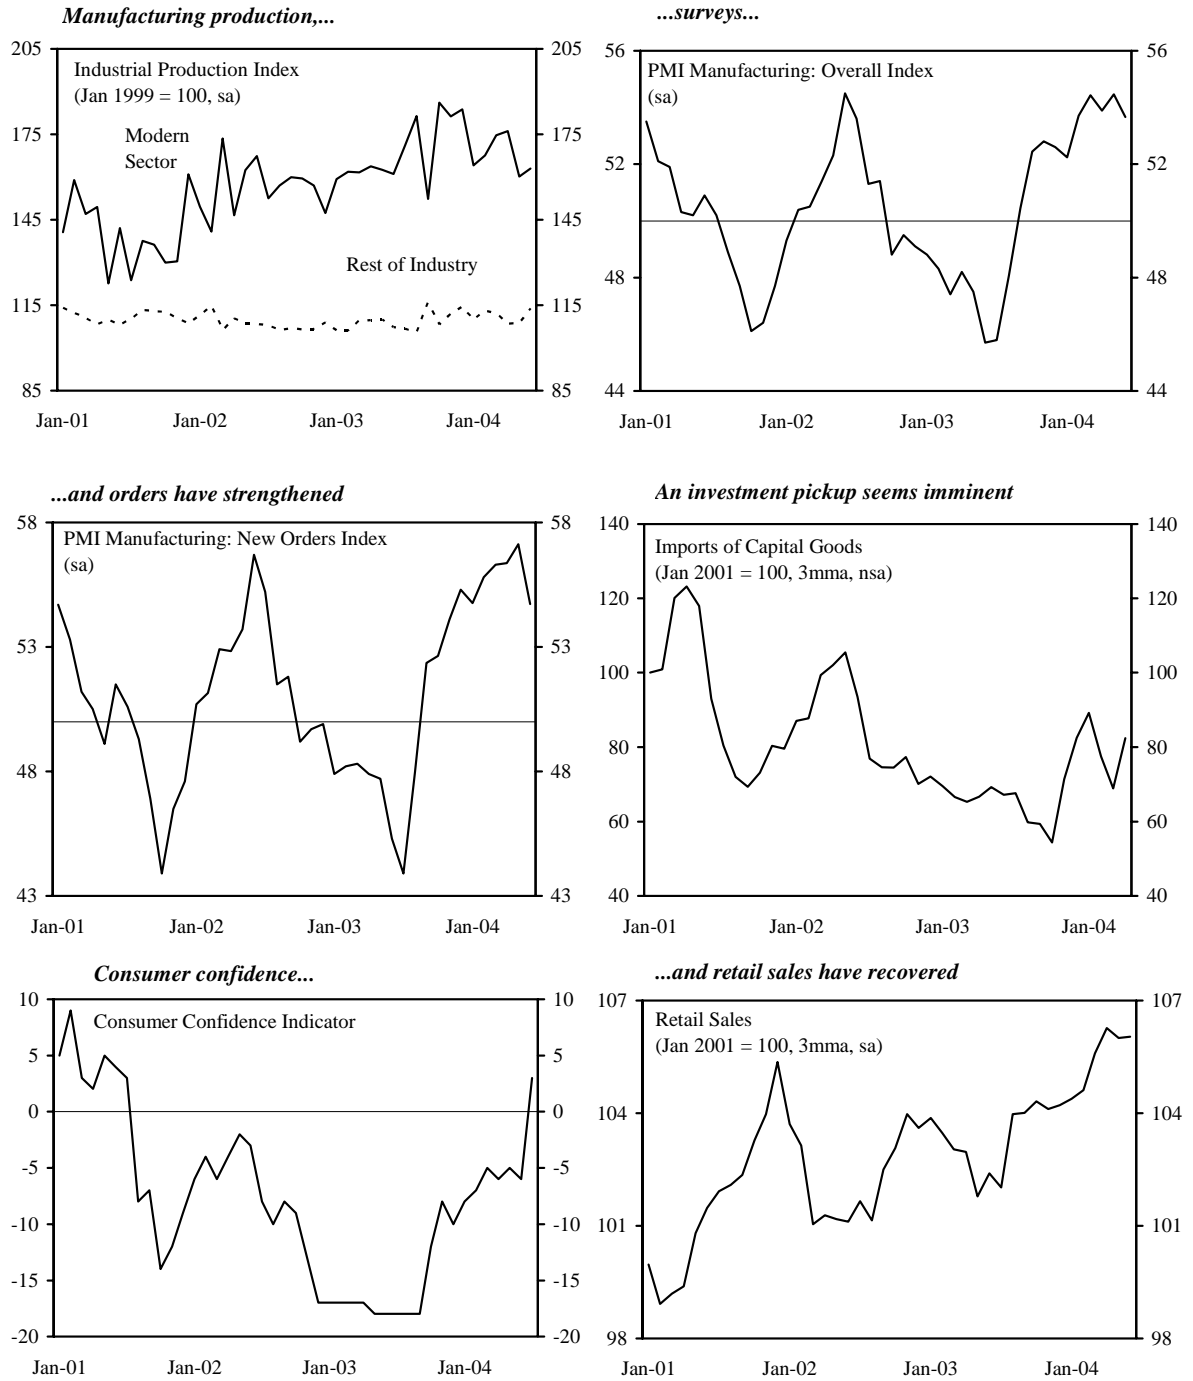 Manufacturing production,...
205
205
Industrial Production Index
(Jan 1999 = 100, sa)
175
175
Modern
Sector
145
145
Rest of Industry
115
115
85
85
Jan-01 Jan-02 Jan-03 Jan-04
...surveys...
56
56
PMI Manufacturing: Overall Index
(sa)
52
52
48
48
44
44
Jan-01 Jan-02 Jan-03 Jan-04
...and orders have strengthened
58
58
PMI Manufacturing: New Orders Index
(sa)
53
53
48
48
43
43
Jan-01 Jan-02 Jan-03 Jan-04
An investment pickup seems imminent
140
140
Imports of Capital Goods
(Jan 2001 = 100, 3mma, nsa)
120
120
100
100
80
80
60
60
40
40
Jan-01 Jan-02 Jan-03 Jan-04
Consumer confidence...
10
10
Consumer Confidence Indicator
5
5
0
0
-5
-5
-10
-10
-15
-15
-20
-20
Jan-01 Jan-02 Jan-03 Jan-04
...and retail sales have recovered
107
107
Retail Sales
(Jan 2001 = 100, 3mma, sa)
104
104
101
101
98
98
Jan-01 Jan-02 Jan-03 Jan-04